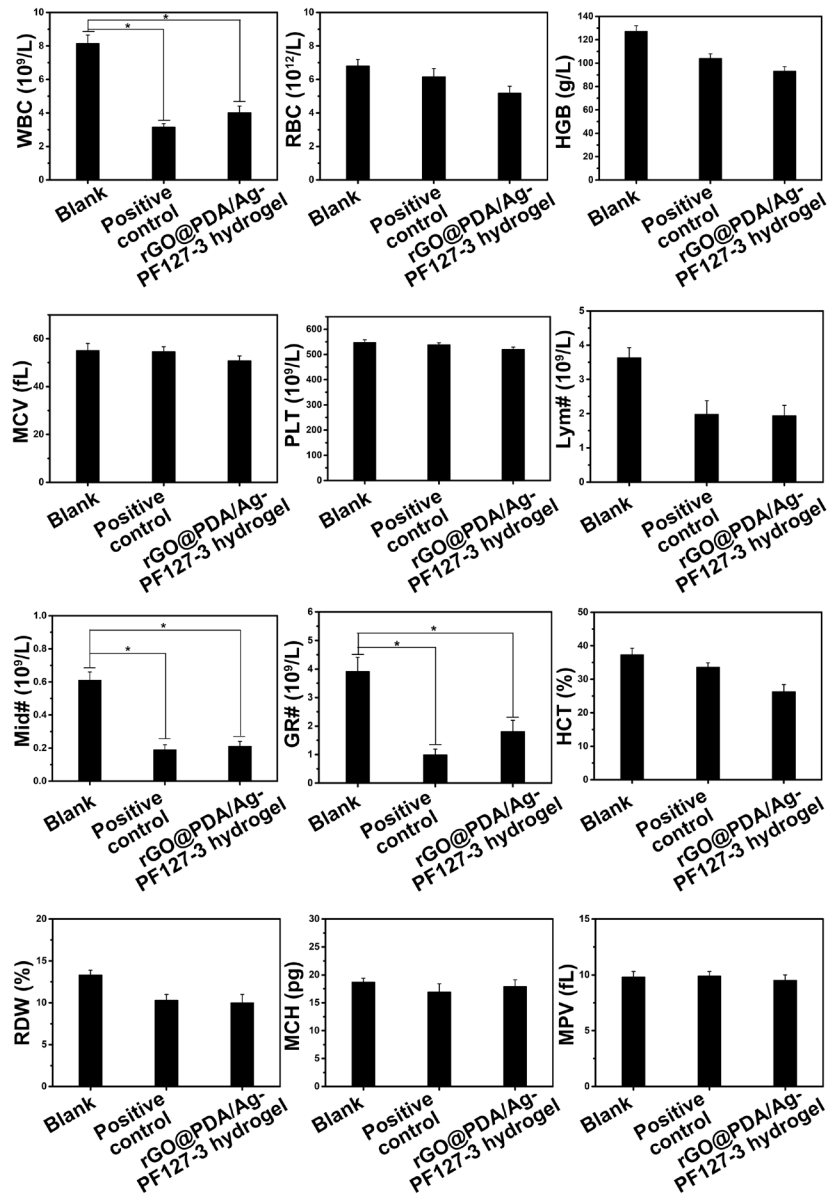 WBC (10⁹/L)
10
8
6
4
2
0
*
*
Blank
Positive
control
rGO@PDA/Ag-
PF127-3 hydrogel
RBC (10¹²/L)
10
8
6
4
2
0
Blank
Positive
control
rGO@PDA/Ag-
PF127-3 hydrogel
HGB (g/L)
140
120
100
80
60
40
20
0
Blank
Positive
control
rGO@PDA/Ag-
PF127-3 hydrogel
MCV (fL)
60
40
20
0
Blank
Positive
control
rGO@PDA/Ag-
PF127-3 hydrogel
PLT (10⁹/L)
600
500
400
300
200
100
0
Blank
Positive
control
rGO@PDA/Ag-
PF127-3 hydrogel
Lym# (10⁹/L)
5
4
3
2
1
0
Blank
Positive
control
rGO@PDA/Ag-
PF127-3 hydrogel
Mid# (10⁹/L)
1.0
0.8
0.6
0.4
0.2
0.0
*
*
Blank
Positive
control
rGO@PDA/Ag-
PF127-3 hydrogel
GR# (10⁹/L)
6
5
4
3
2
1
0
*
*
Blank
Positive
control
rGO@PDA/Ag-
PF127-3 hydrogel
HCT (%)
50
40
30
20
10
0
Blank
Positive
control
rGO@PDA/Ag-
PF127-3 hydrogel
RDW (%)
20
15
10
5
0
Blank
Positive
control
rGO@PDA/Ag-
PF127-3 hydrogel
MCH (pg)
30
25
20
15
10
5
0
Blank
Positive
control
rGO@PDA/Ag-
PF127-3 hydrogel
MPV (fL)
15
10
5
0
Blank
Positive
control
rGO@PDA/Ag-
PF127-3 hydrogel